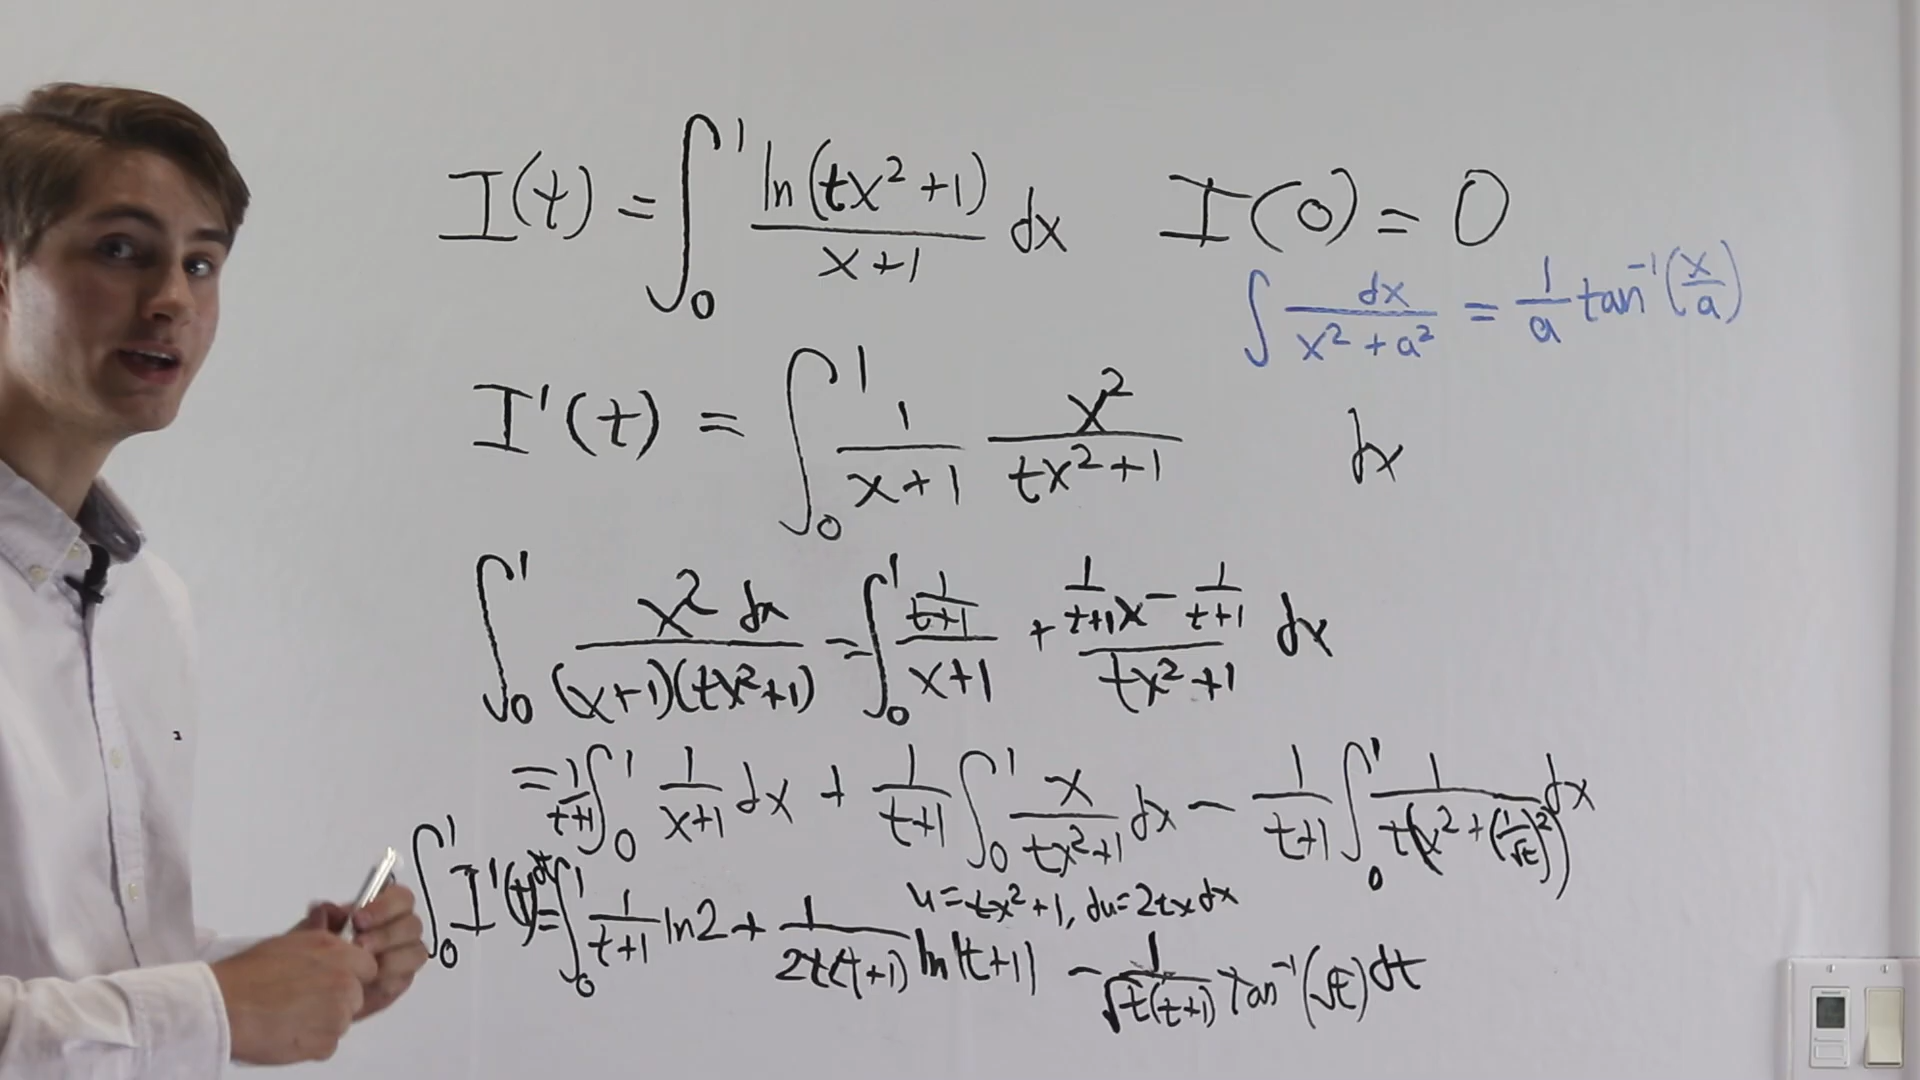 I(t) = ∫₀¹ ln(tx²+1)/(x+1) dx   I(0) = 0
∫ dx/(x²+a²) = 1/a tan⁻¹(x/a)
I'(t) = ∫₀¹ 1/(x+1) x²/(tx²+1) dx
∫₀¹ x² dx/((x+1)(tx²+1)) = ∫₀¹ (1/(t+1))/(x+1) + (1/(t+1) x - 1/(t+1))/(tx²+1) dx
= 1/(t+1) ∫₀¹ 1/(x+1) dx + 1/(t+1) ∫₀¹ x/(tx²+1) dx - 1/(t+1) ∫₀¹ 1/(t(x²+(1/√t)²)) dx
u=tx²+1, du=2tx dx
∫₀¹ I'(t) dt = ∫₀¹ 1/(t+1) ln2 + 1/(2t(t+1)) ln|t+1| - 1/(√t(t+1)) tan⁻¹(√t) dt